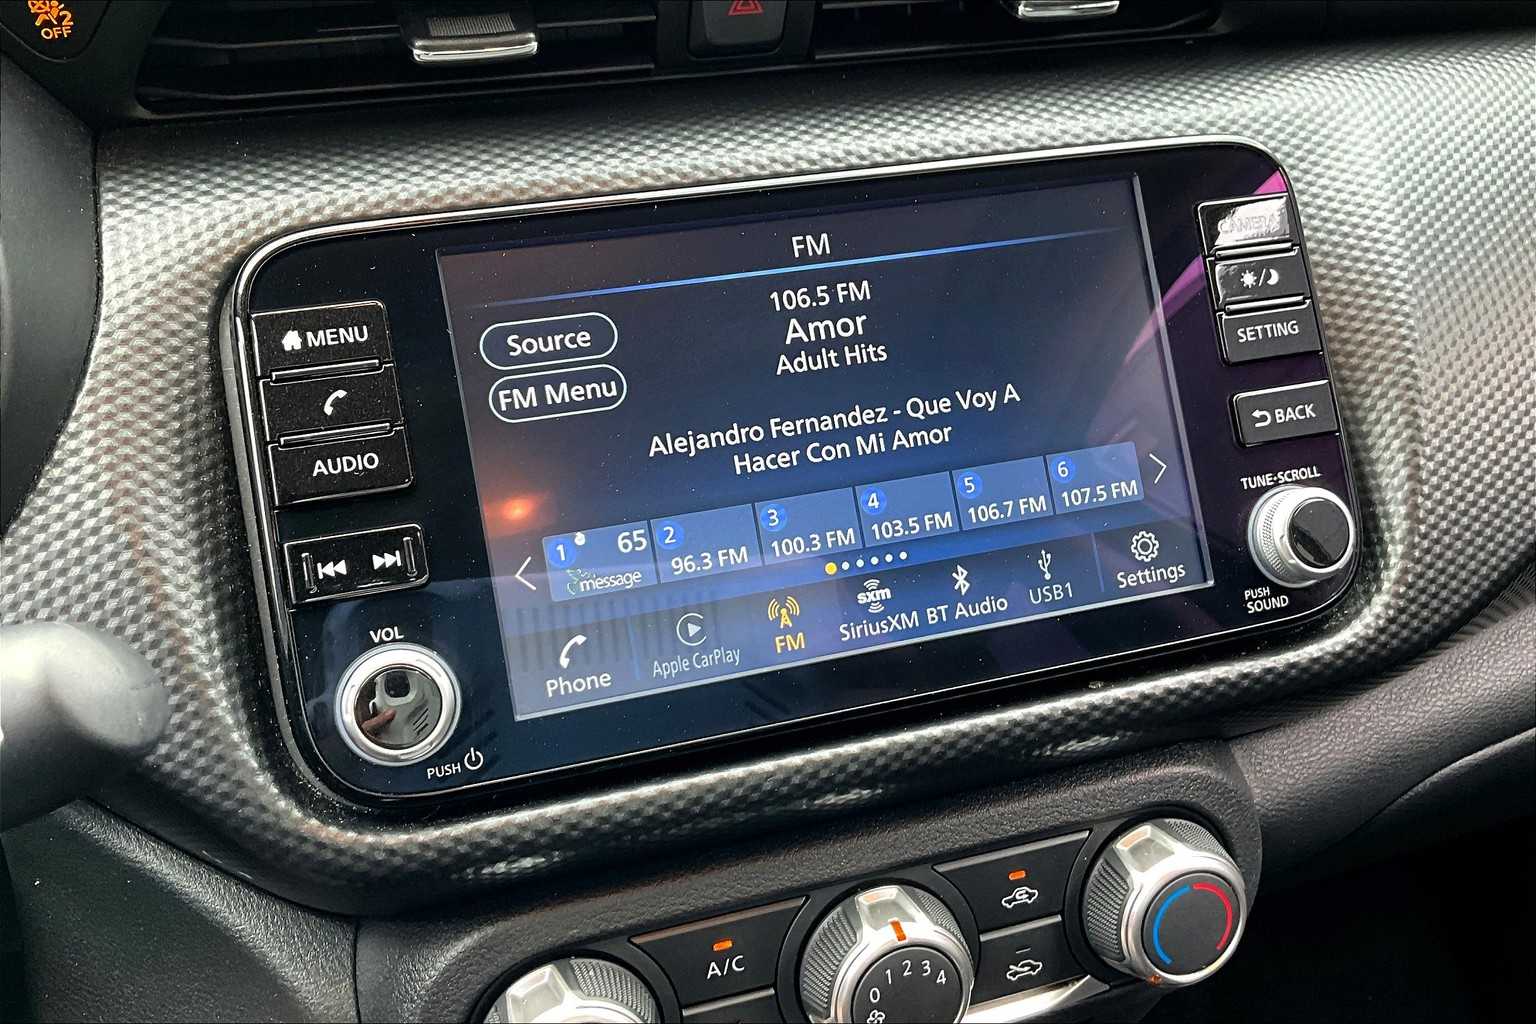 2
OFF
FM
106.5 FM
Amor
Adult Hits
Source
FM Menu
Alejandro Fernandez - Que Voy A
Hacer Con Mi Amor
1 65
message
2 96.3 FM
3 100.3 FM
4 103.5 FM
5 106.7 FM
6 107.5 FM
Phone
Apple CarPlay
FM
sxm
SiriusXM
BT Audio
USB1
Settings
MENU
AUDIO
VOL
PUSH
CAMERA
SETTING
BACK
TUNE•SCROLL
PUSH
SOUND
A/C
0 1 2 3 4